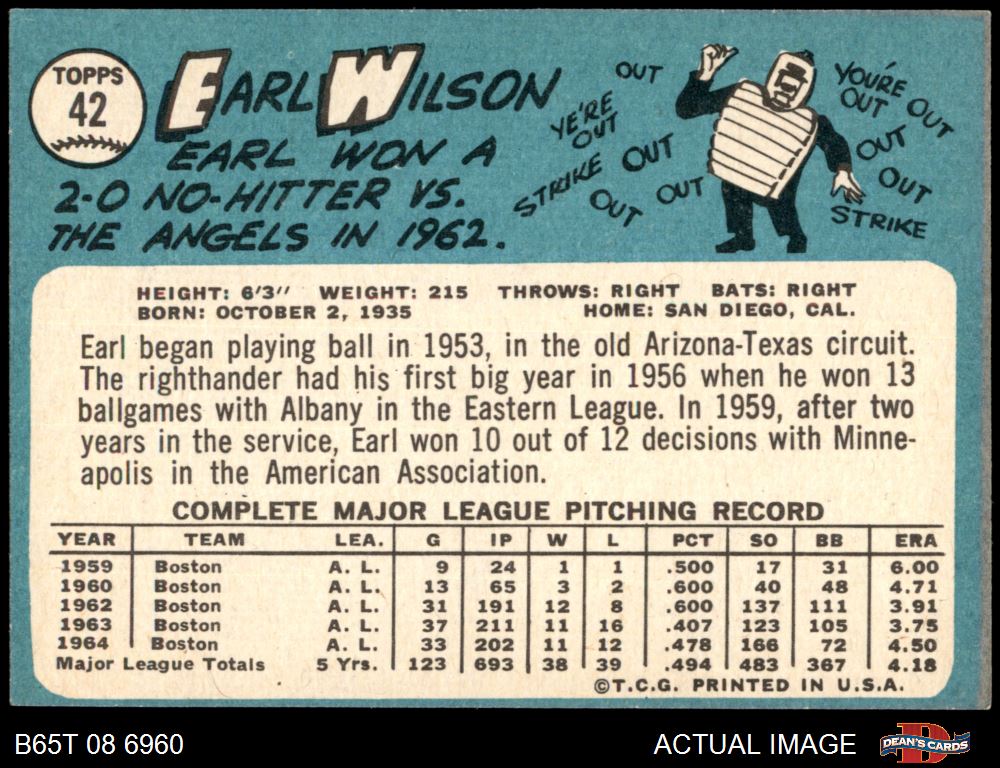 TOPPS
42
EARL WILSON
EARL WON A
2-0 NO-HITTER VS.
THE ANGELS IN 1962.
OUT
YE'RE
OUT
STRIKE OUT
OUT
OUT
YOU'RE
OUT
OUT
OUT
OUT
STRIKE
HEIGHT: 6'3" WEIGHT: 215 THROWS: RIGHT BATS: RIGHT
BORN: OCTOBER 2, 1935 HOME: SAN DIEGO, CAL.
Earl began playing ball in 1953, in the old Arizona-Texas circuit.
The righthander had his first big year in 1956 when he won 13
ballgames with Albany in the Eastern League. In 1959, after two
years in the service, Earl won 10 out of 12 decisions with Minne-
apolis in the American Association.
COMPLETE MAJOR LEAGUE PITCHING RECORD
YEAR TEAM LEA. G IP W L PCT SO BB ERA
1959 Boston A. L. 9 24 1 1 .500 17 31 6.00
1960 Boston A. L. 13 65 3 2 .600 40 48 4.71
1962 Boston A. L. 31 191 12 8 .600 137 111 3.91
1963 Boston A. L. 37 211 11 16 .407 123 105 3.75
1964 Boston A. L. 33 202 11 12 .478 166 72 4.50
Major League Totals 5 Yrs. 123 693 38 39 .494 483 367 4.18
©T.C.G. PRINTED IN U.S.A.
B65T 08 6960
ACTUAL IMAGE
DEAN'S CARDS